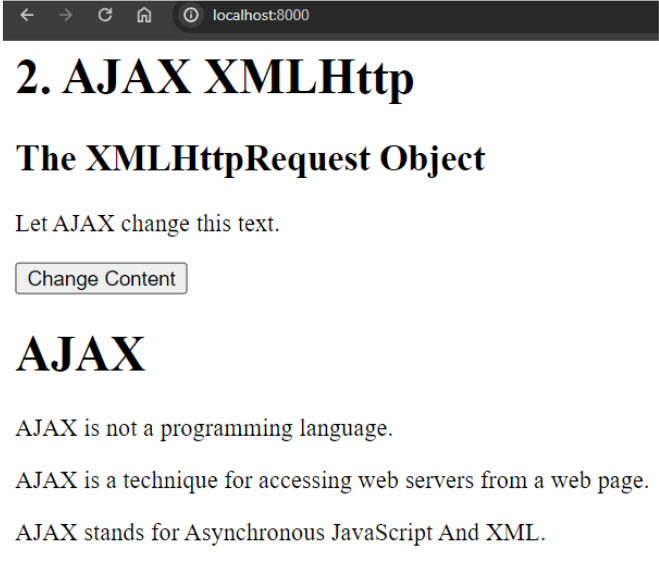 localhost:8000
2. AJAX XMLHttp
The XMLHttpRequest Object
Let AJAX change this text.
Change Content
AJAX
AJAX is not a programming language.
AJAX is a technique for accessing web servers from a web page.
AJAX stands for Asynchronous JavaScript And XML.